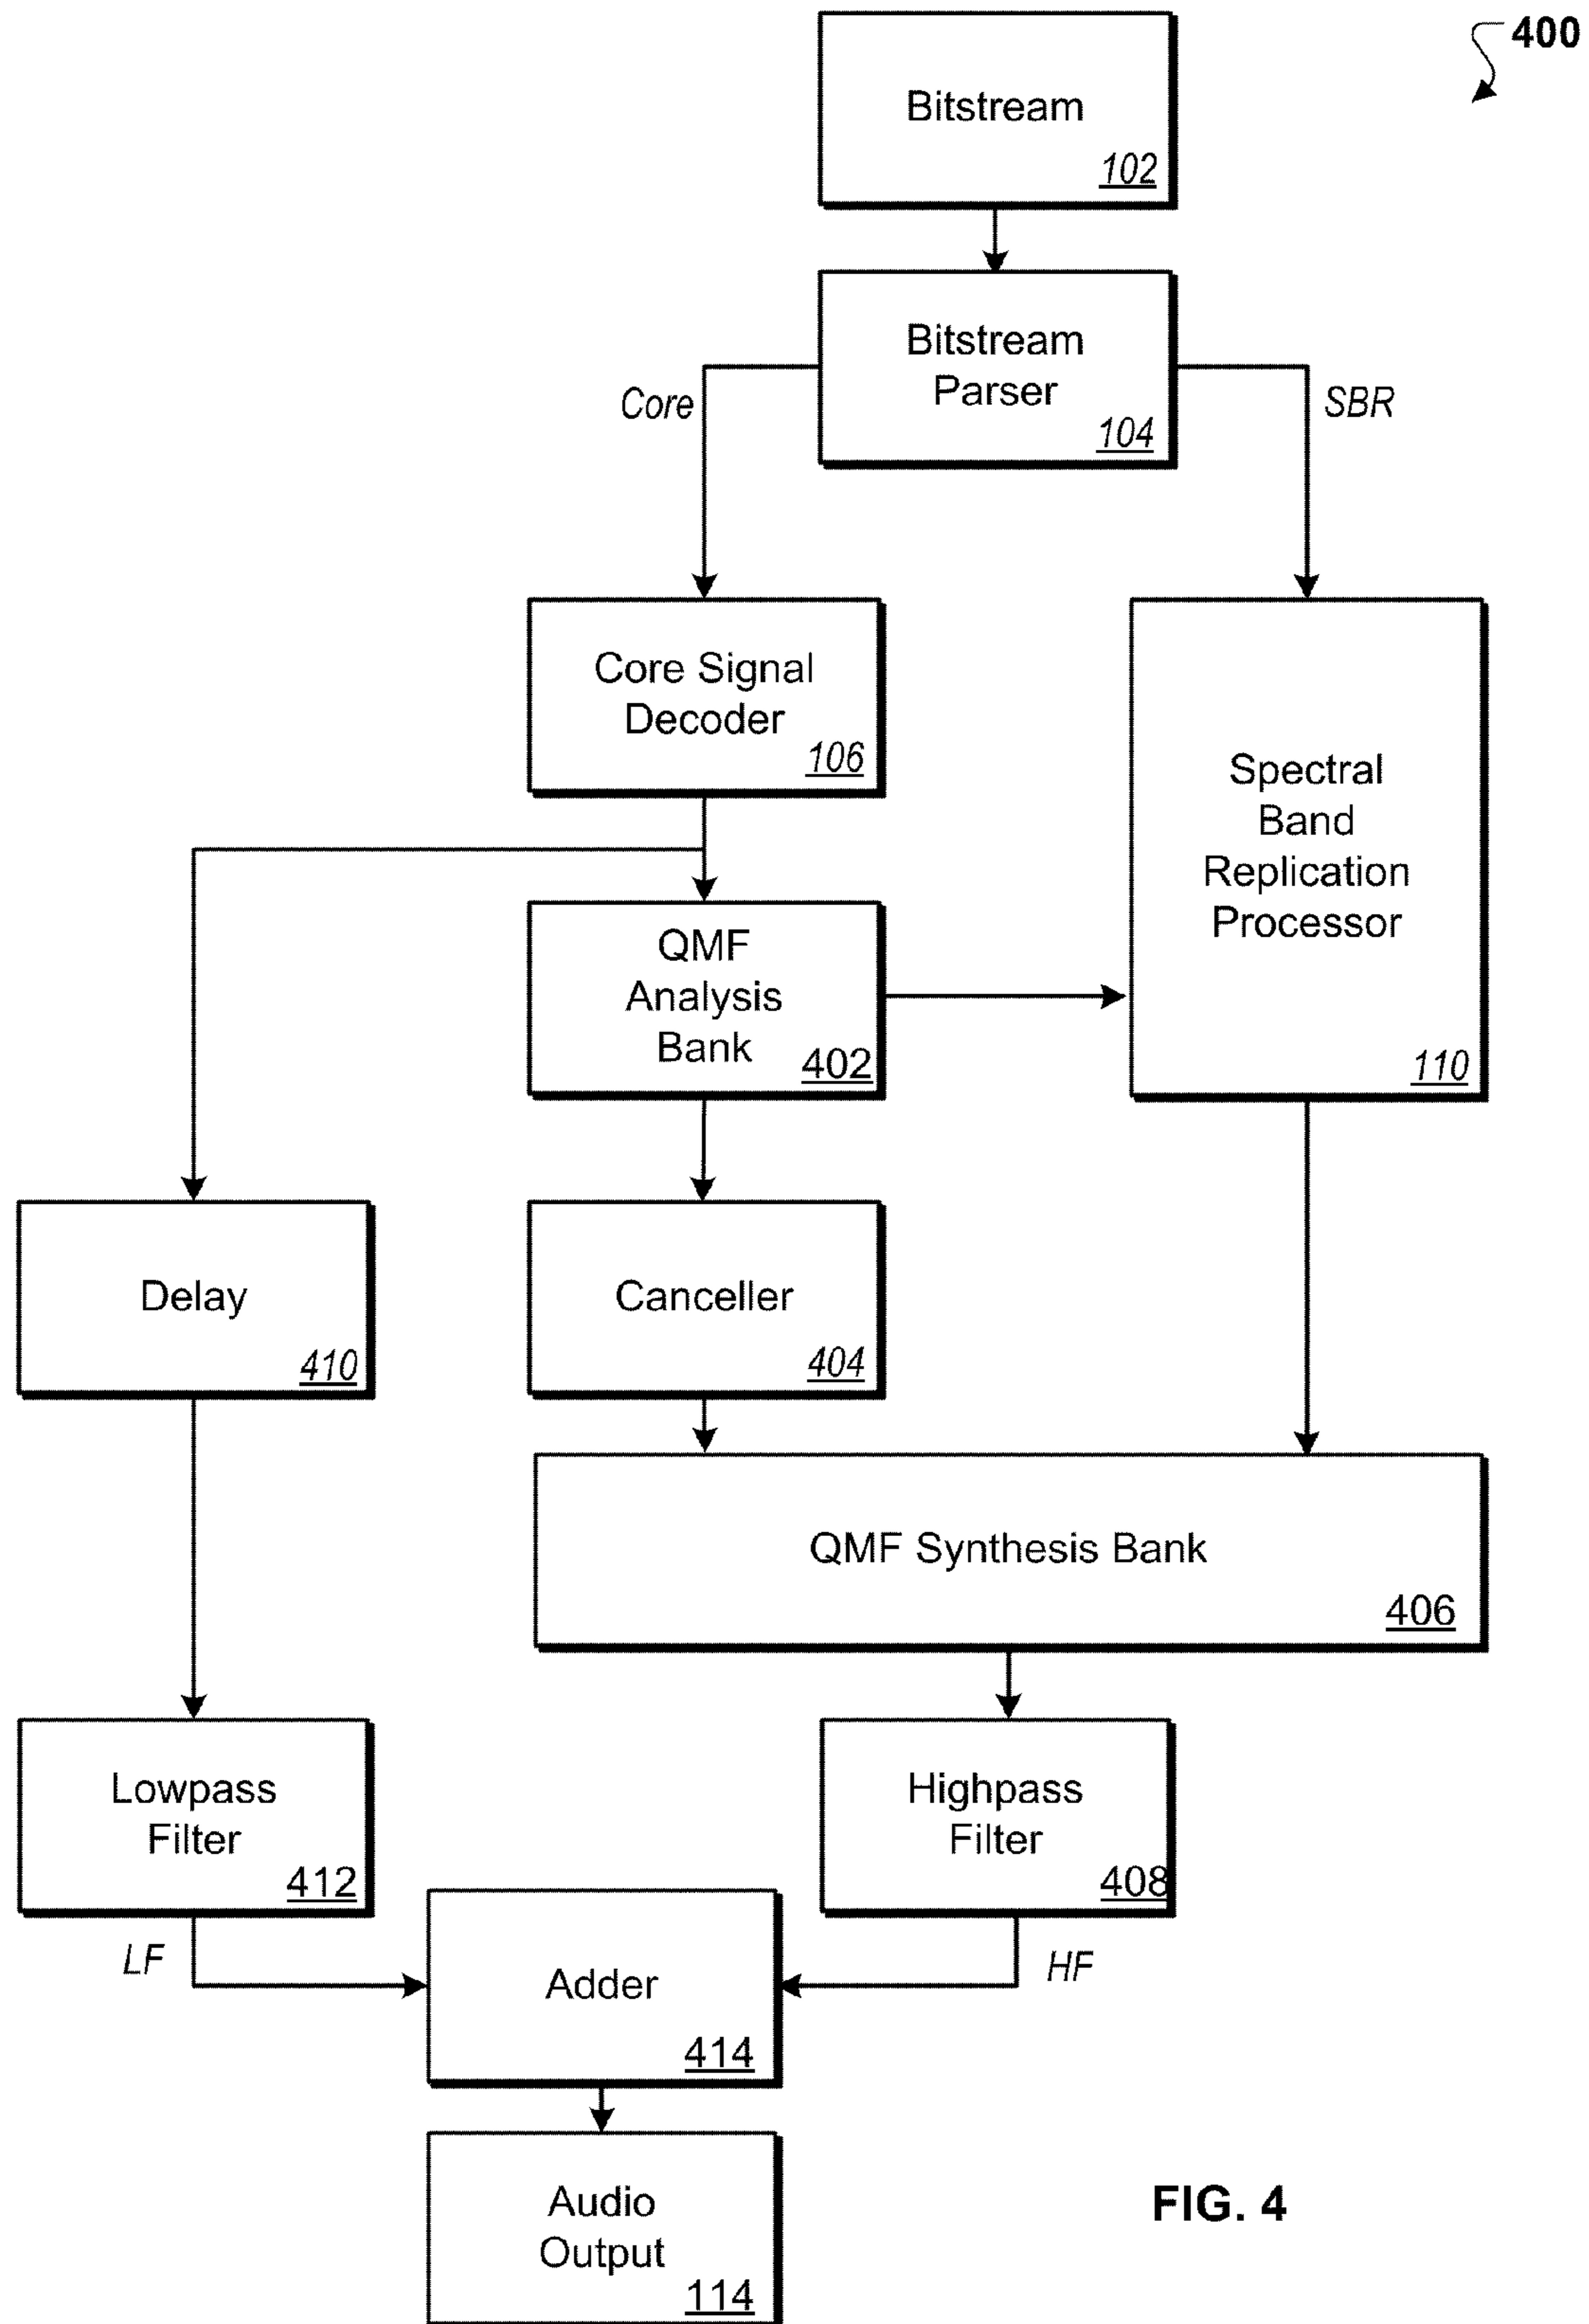 400
Bitstream
102
Bitstream
Parser
104
Core
SBR
Core Signal
Decoder
106
Spectral
Band
Replication
Processor
110
QMF
Analysis
Bank
402
Delay
410
Canceller
404
QMF Synthesis Bank
406
Lowpass
Filter
412
Highpass
Filter
408
LF
HF
Adder
414
Audio
Output
114
FIG. 4